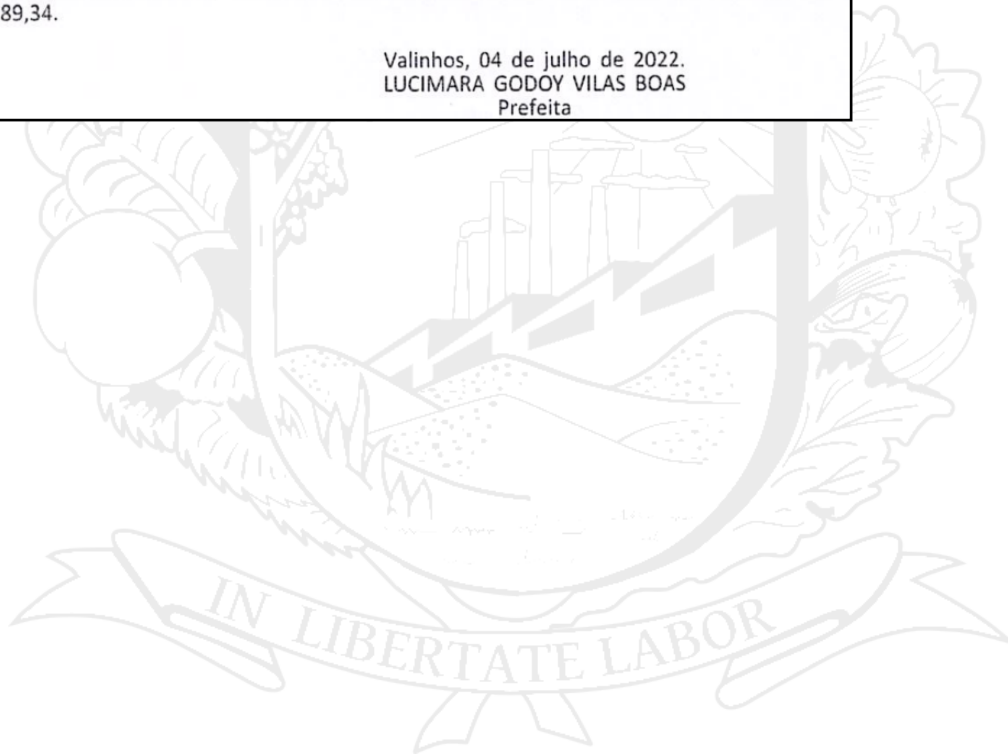 89,34.
Valinhos, 04 de julho de 2022.
LUCIMARA GODOY VILAS BOAS
Prefeita
IN LIBERTATE LABOR